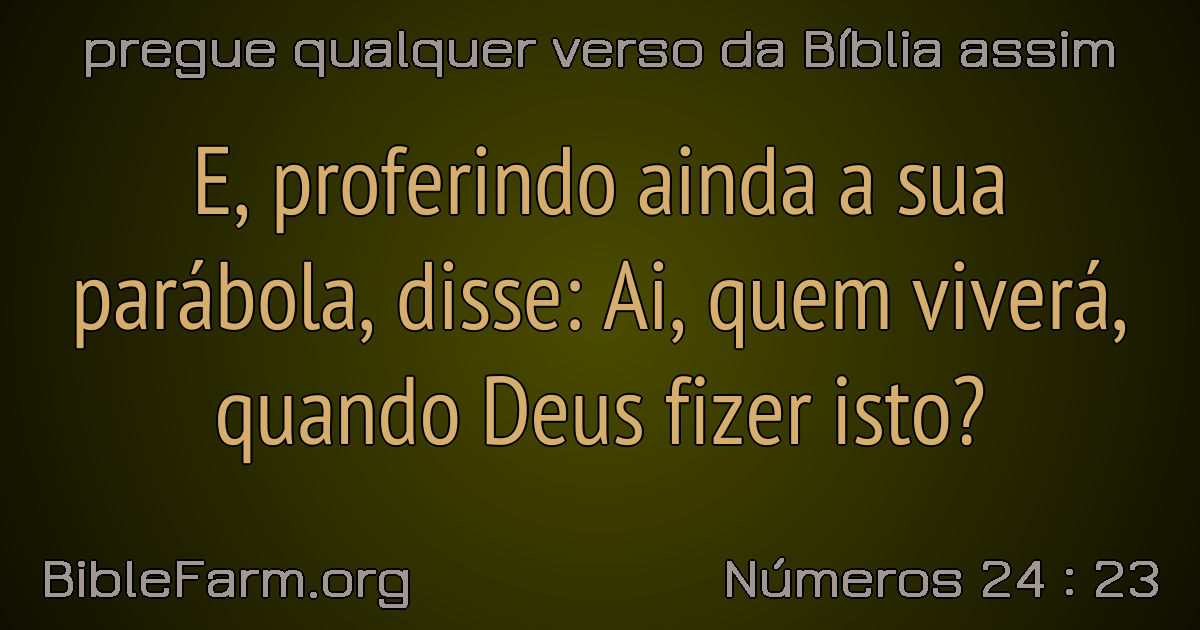 pregue qualquer verso da Bíblia assim
E, proferindo ainda a sua
parábola, disse: Ai, quem viverá,
quando Deus fizer isto?
BibleFarm.org
Números 24 : 23